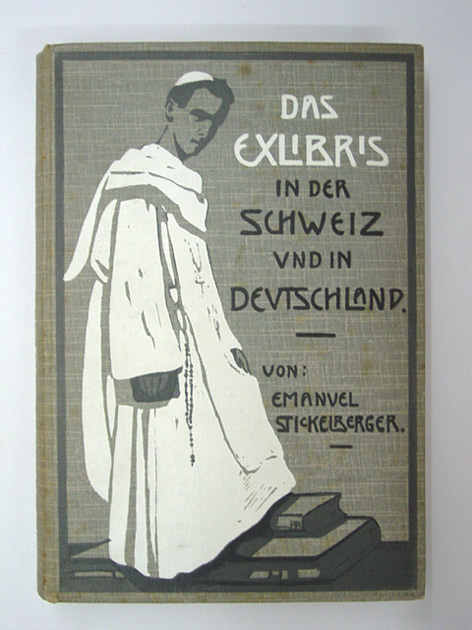 DAS
EXLIBRIS
IN DER
SCHWEIZ
VND IN
DEVTSCHLAND.
VON:
EMANVEL
STICKELBERGER.